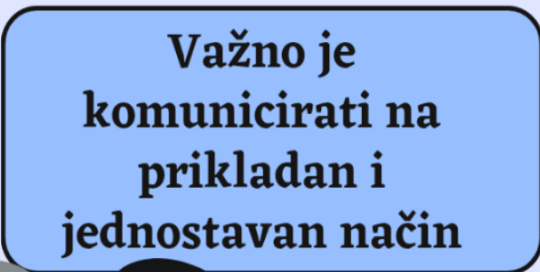 Važno je
komunicirati na
prikladan i
jednostavan način